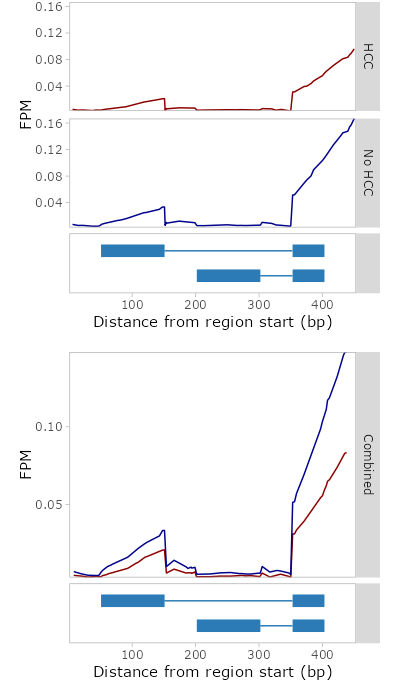 0.16
0.12
0.08
0.04
HCC
FPM
0.16
0.12
0.08
0.04
No HCC
100 200 300 400
Distance from region start (bp)
0.10
0.05
FPM
Combined
100 200 300 400
Distance from region start (bp)